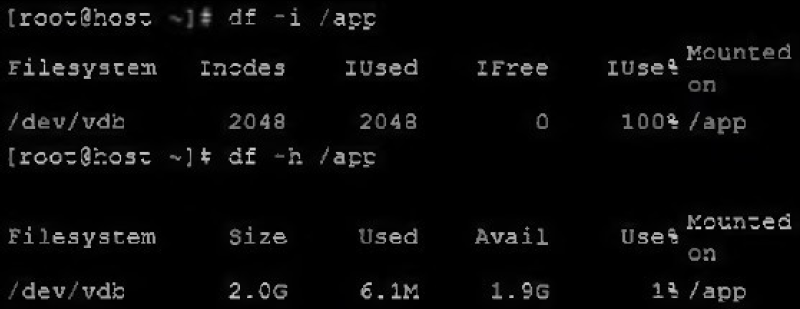 [root@host ~]# df -i /app
Filesystem Inodes IUsed IFree IUse% Mounted on
/dev/vdb 2048 2048 0 100% /app
[root@host ~]# df -h /app
Filesystem Size Used Avail Use% Mounted on
/dev/vdb 2.0G 6.1M 1.9G 1% /app